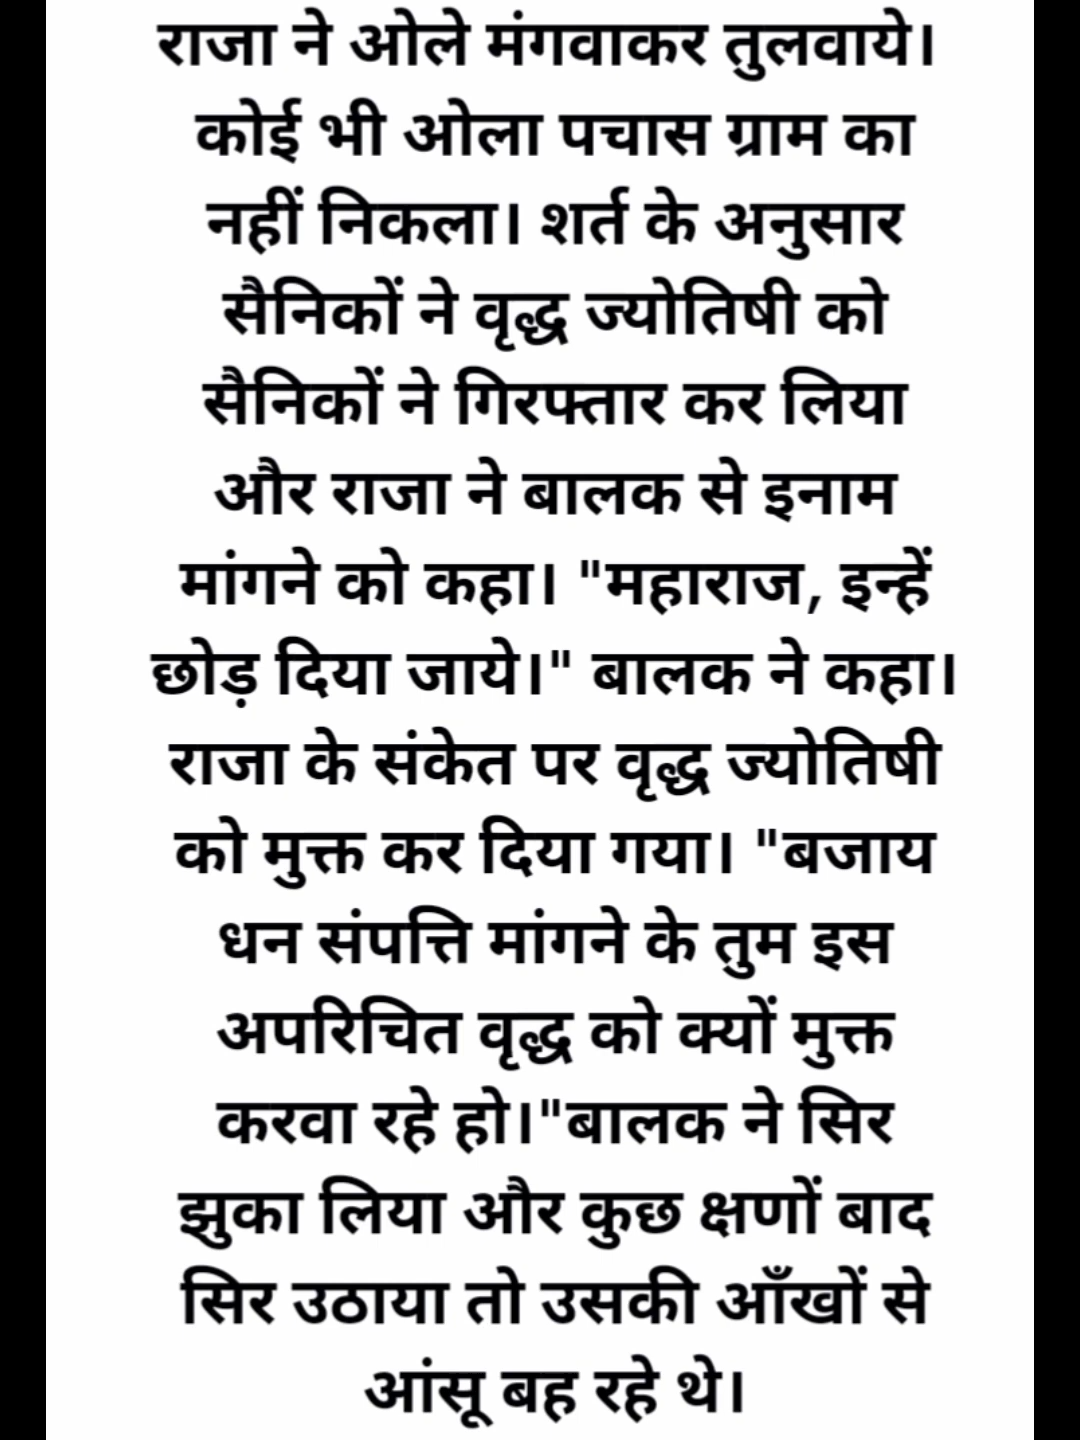 राजा ने ओले मंगवाकर तुलवाये।
कोई भी ओला पचास ग्राम का
नहीं निकला। शर्त के अनुसार
सैनिकों ने वृद्ध ज्योतिषी को
सैनिकों ने गिरफ्तार कर लिया
और राजा ने बालक से इनाम
मांगने को कहा। "महाराज, इन्हें
छोड़ दिया जाये।" बालक ने कहा।
राजा के संकेत पर वृद्ध ज्योतिषी
को मुक्त कर दिया गया। "बजाय
धन संपत्ति मांगने के तुम इस
अपरिचित वृद्ध को क्यों मुक्त
करवा रहे हो।"बालक ने सिर
झुका लिया और कुछ क्षणों बाद
सिर उठाया तो उसकी आँखों से
आंसू बह रहे थे।